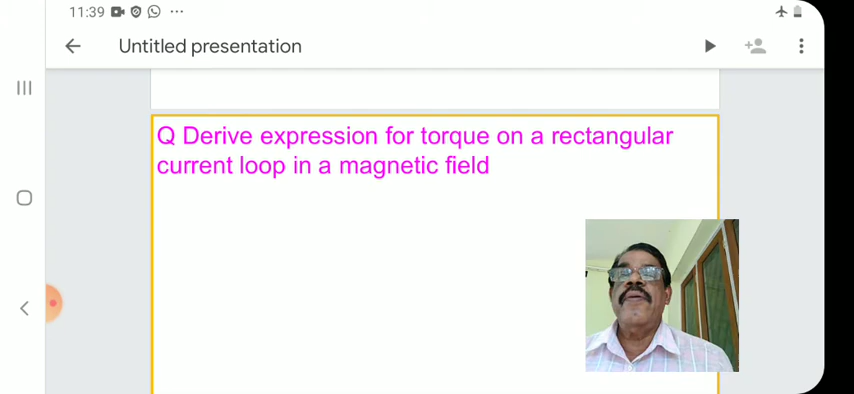 11:39
Untitled presentation
Q Derive expression for torque on a rectangular
current loop in a magnetic field